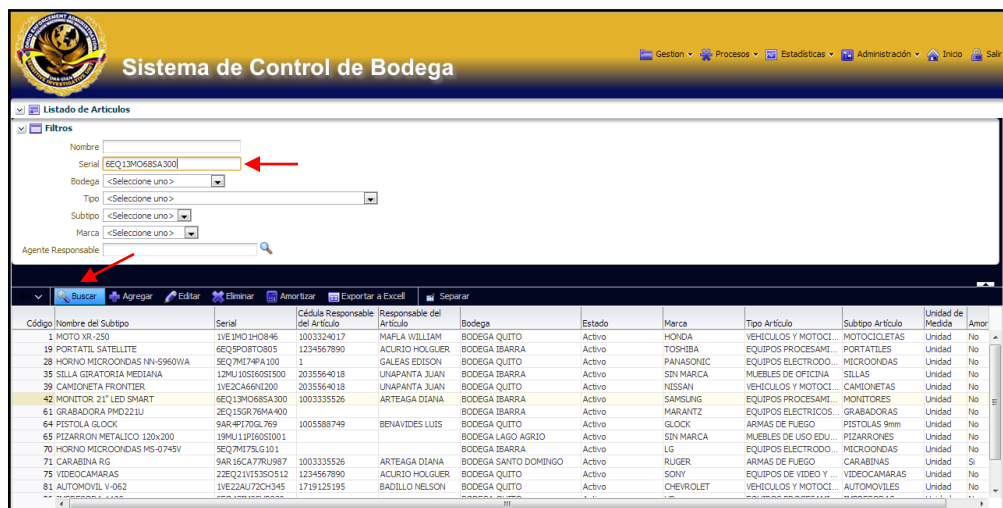 DRUG ENFORCEMENT ADMINISTRATION
Sistema de Control de Bodega
Gestion Procesos Estadísticas Administración Inicio Salir
Listado de Articulos
Filtros
Nombre
Serial 6EQ13MO68SA300
Bodega <Seleccione uno>
Tipo <Seleccione uno>
Subtipo <Seleccione uno>
Marca <Seleccione uno>
Agente Responsable
Buscar Agregar Editar Eliminar Amortizar Exportar a Excell Separar
Código Nombre del Subtipo Serial Cédula Responsable del Artículo Responsable del Artículo Bodega Estado Marca Tipo Artículo Subtipo Artículo Unidad de Medida Amor
1 MOTO XR-250 1VE1MO1HO846 1003324017 MAFLA WILLIAM BODEGA QUITO Activo HONDA VEHICULOS Y MOTOCI... MOTOCICLETAS Unidad No
19 PORTATIL SATELLITE 6EQ5PO8TO805 1234567890 ACURIO HOLGUER BODEGA IBARRA Activo TOSHIBA EQUIPOS PROCESAMI... PORTATILES Unidad No
28 HORNO MICROONDAS NN-S960WA 5EQ7MI74PA100 1 GALEAS EDISON BODEGA QUITO Activo PANASONIC EQUIPOS ELECTRODO... MICROONDAS Unidad No
35 SILLA GIRATORIA MEDIANA 12MU10SI60SI500 2035564018 UNAPANTA JUAN BODEGA IBARRA Activo SIN MARCA MUEBLES DE OFICINA SILLAS Unidad No
39 CAMIONETA FRONTIER 1VE2CA66NI200 2035564018 UNAPANTA JUAN BODEGA QUITO Activo NISSAN VEHICULOS Y MOTOCI... CAMIONETAS Unidad No
42 MONITOR 21" LED SMART 6EQ13MO68SA300 1003335526 ARTEAGA DIANA BODEGA IBARRA Activo SAMSUNG EQUIPOS PROCESAMI... MONITORES Unidad No
61 GRABADORA PMD221U 2EQ15GR76MA400 BODEGA IBARRA Activo MARANTZ EQUIPOS ELECTRICOS... GRABADORAS Unidad No
64 PISTOLA GLOCK 9AR4PI70GL769 1005588749 BENAVIDES LUIS BODEGA QUITO Activo GLOCK ARMAS DE FUEGO PISTOLAS 9mm Unidad No
65 PIZARRON METALICO 120x200 19MU11PI60SI001 BODEGA LAGO AGRIO Activo SIN MARCA MUEBLES DE USO EDU... PIZARRONES Unidad No
70 HORNO MICROONDAS MS-0745V 5EQ7MI75LG101 BODEGA IBARRA Activo LG EQUIPOS ELECTRODO... MICROONDAS Unidad No
71 CARABINA RG 9AR16CA77RU987 1003335526 ARTEAGA DIANA BODEGA SANTO DOMINGO Activo RUGER ARMAS DE FUEGO CARABINAS Unidad Si
75 VIDEOCAMARAS 22EQ21VI53SO512 1234567890 ACURIO HOLGUER BODEGA QUITO Activo SONY EQUIPOS DE VIDEO Y ... VIDEOCAMARAS Unidad No
81 AUTOMOVIL V-062 1VE22AU72CH345 1719125195 BADILLO NELSON BODEGA QUITO Activo CHEVROLET VEHICULOS Y MOTOCI... AUTOMOVILES Unidad No